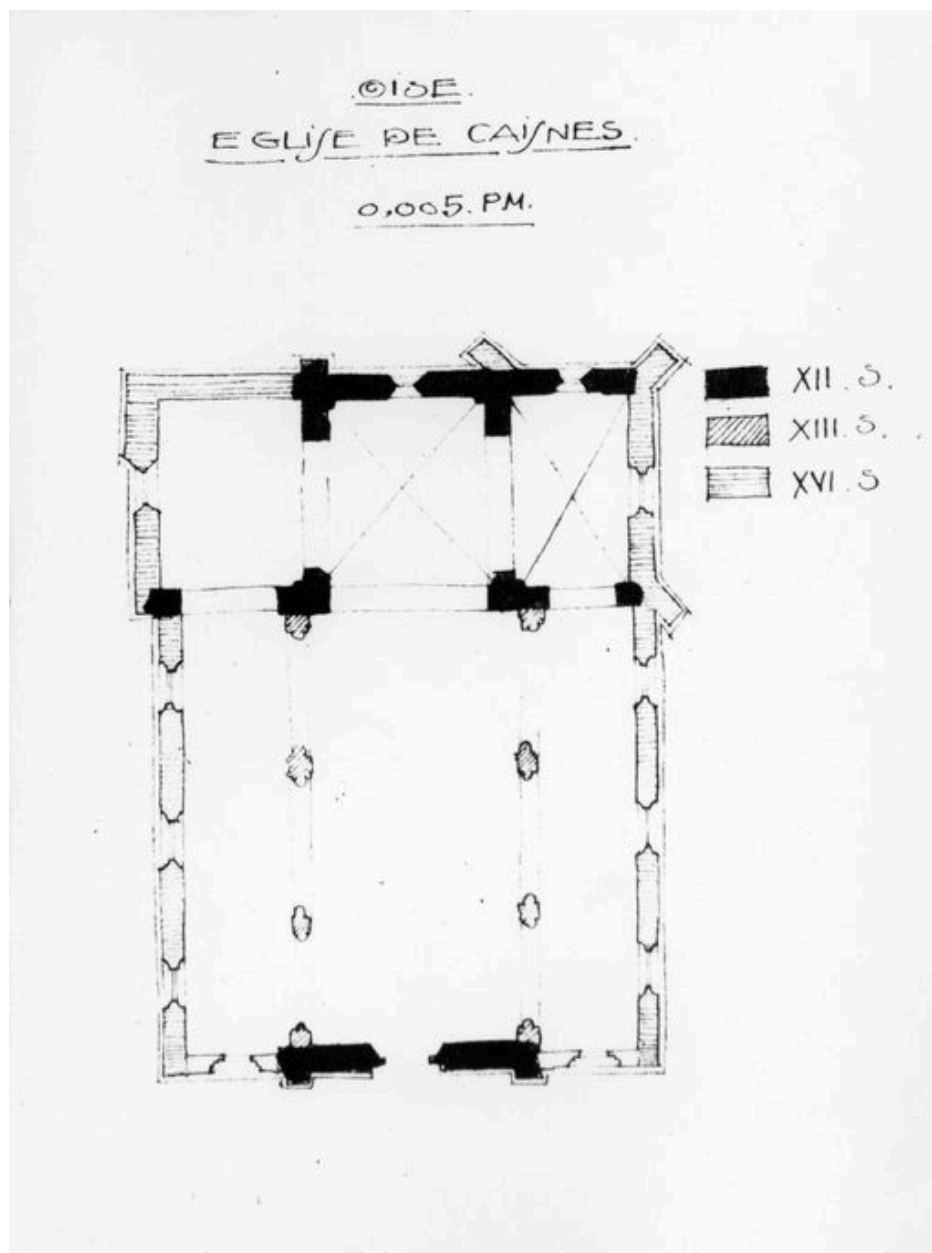 OISE.
EGLISE DE CAISNES.
0,005. PM.
XII. S.
XIII. S.
XVI. S